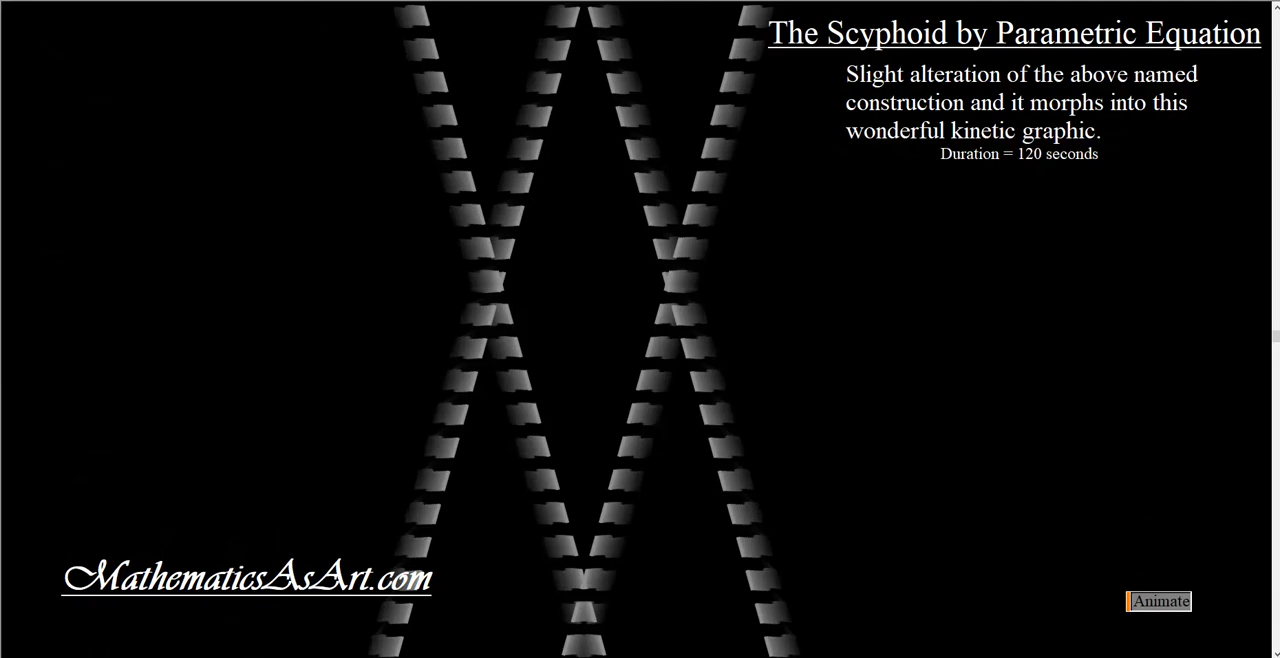 The Scyphoid by Parametric Equation
Slight alteration of the above named
construction and it morphs into this
wonderful kinetic graphic.
Duration = 120 seconds
MathematicsAsArt.com
Animate